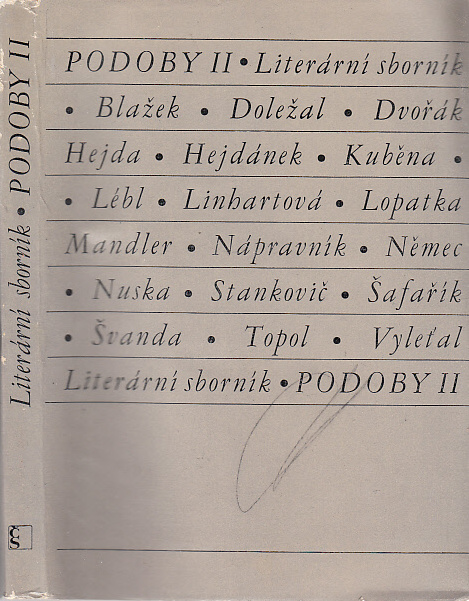 PODOBY II • Literární sborník
• Blažek • Doležal • Dvořák
Hejda • Hejdánek • Kuběna •
• Lébl • Linhartová • Lopatka
Mandler • Nápravník • Němec
• Nuska • Stankovič • Šafařík
• Švanda • Topol • Vyleťal
Literární sborník • PODOBY II
Literární sborník • PODOBY II